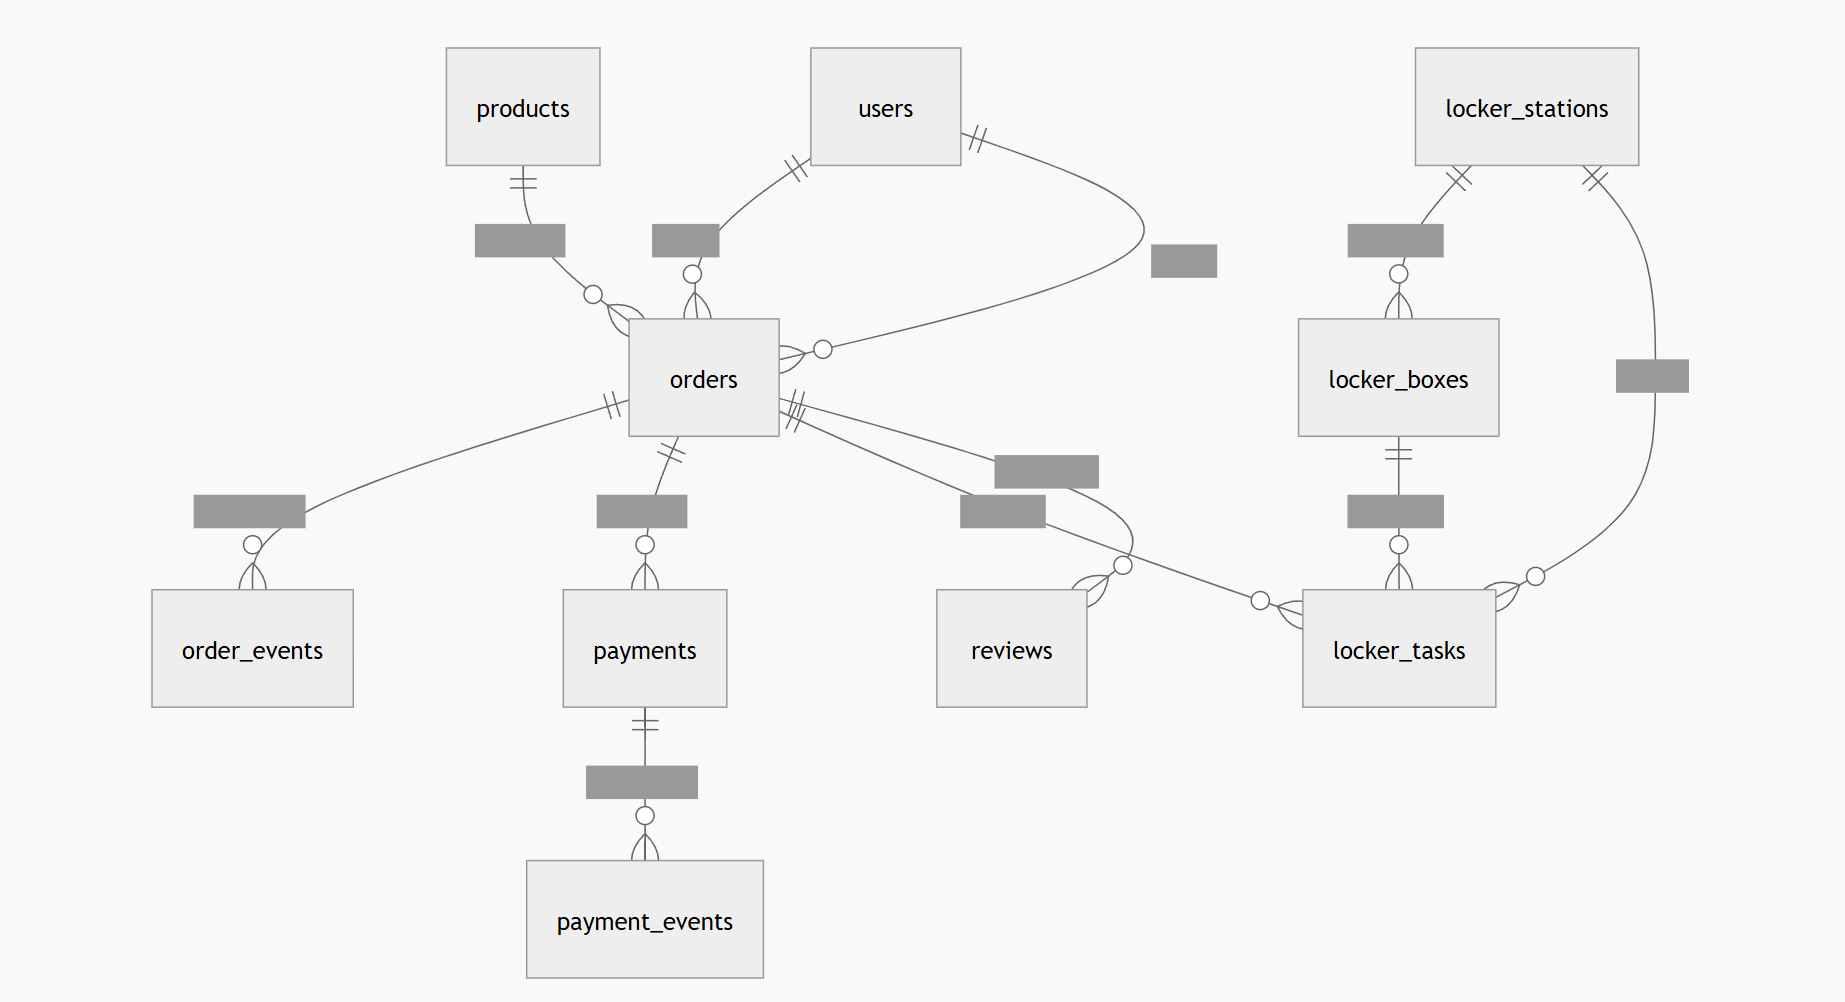 products
users
locker_stations
orders
locker_boxes
order_events
payments
reviews
locker_tasks
payment_events